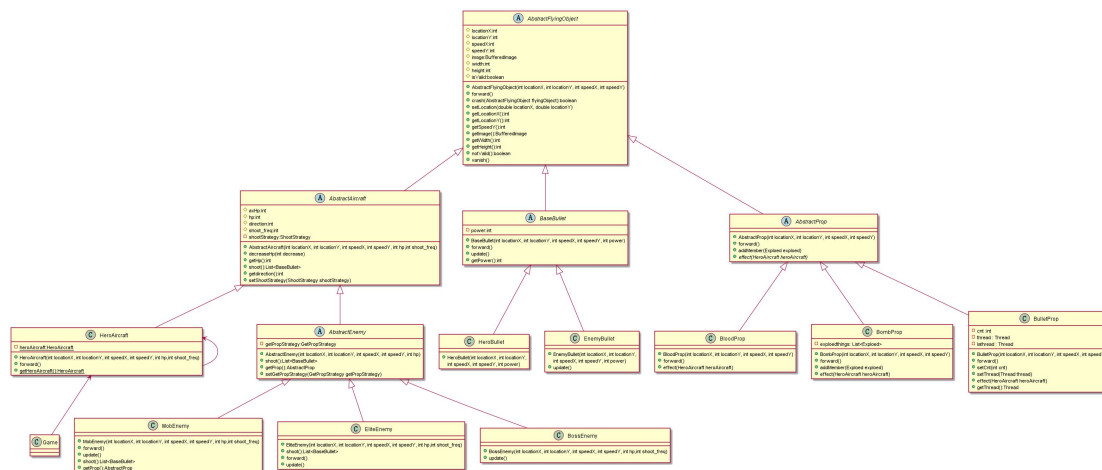 AbstractFlyingObject
locationX:int
locationY:int
speedX:int
speedY:int
image:BufferedImage
width:int
height:int
isValid:boolean
AbstractFlyingObject(int locationX, int locationY, int speedX, int speedY)
forward()
crash(AbstractFlyingObject flyingObject):boolean
setLocation(double locationX, double locationY)
getLocationX():int
getLocationY():int
getSpeedY():int
getImage():BufferedImage
getWidth():int
getHeight():int
notValid():boolean
vanish()
AbstractAircraft
axHp:int
hp:int
direction:int
shoot_freq:int
shootStrategy:ShootStrategy
AbstractAircraft(int locationX, int locationY, int speedX, int speedY, int hp,int shoot_freq)
decreaseHp(int decrease)
getHp():int
shoot():List<BaseBullet>
getdirection():int
setShootStrategy(ShootStrategy shootStrategy)
BaseBullet
power:int
BaseBullet(int locationX, int locationY, int speedX, int speedY, int power)
forward()
update()
getPower():int
AbstractProp
AbstractProp(int locationX, int locationY, int speedX, int speedY)
forward()
addMember(Exploed exploed)
effect(HeroAircraft heroAircraft)
HeroAircraft
heroAircraft:HeroAircraft
HeroAircraft(int locationX, int locationY, int speedX, int speedY, int hp,int shoot_freq)
forward()
getHeroAircraft():HeroAircraft
AbstractEnemy
getPropStrategy:GetPropStrategy
AbstractEnemy(int locationX, int locationY, int speedX, int speedY, int hp)
forward()
getProp():AbstractProp
setGetPropStrategy(GetPropStrategy getPropStrategy)
HeroBullet
HeroBullet(int locationX, int locationY,
int speedX, int speedY, int power)
EnemyBullet
EnemyBullet(int locationX, int locationY,
int speedX, int speedY, int power)
update()
BloodProp
BloodProp(int locationX, int locationY, int speedX, int speedY)
forward()
effect(HeroAircraft heroAircraft)
BombProp
exploedthings: List<Exploed>
BombProp(int locationX, int locationY, int speedX, int speedY)
forward()
addMember(Exploed exploed)
effect(HeroAircraft heroAircraft)
BulletProp
cnt :int
thread : Thread
lstthread : Thread
BulletProp(int locationX, int locationY, int speedX, int speed
forward()
setCnt(int cnt)
setThread(Thread thread)
effect(HeroAircraft heroAircraft)
getThread():Thread
Game
MobEnemy
MobEnemy(int locationX, int locationY, int speedX, int speedY, int hp,int shoot_freq)
forward()
update()
shoot():List<BaseBullet>
getProp():AbstractProp
EliteEnemy
EliteEnemy(int locationX, int locationY, int speedX, int speedY, int hp,int shoot_freq)
shoot():List<BaseBullet>
forward()
update()
BossEnemy
BossEnemy(int locationX, int locationY, int speedX, int speedY, int hp,int shoot_freq)
update()